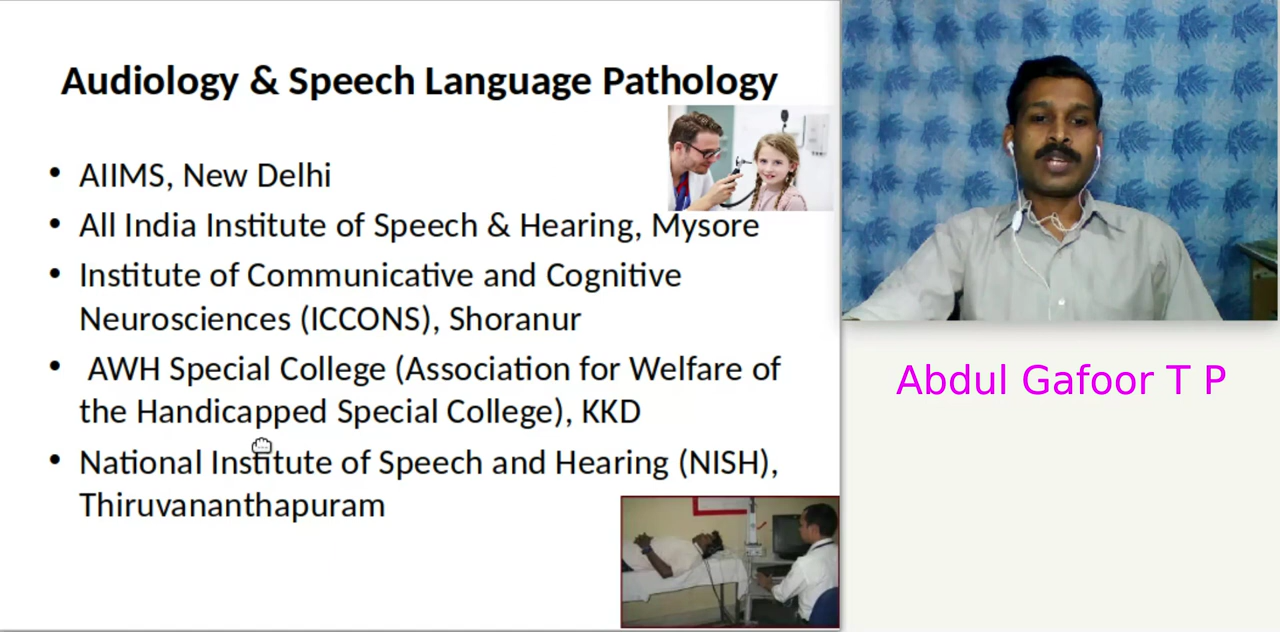 Audiology & Speech Language Pathology
• AIIMS, New Delhi
• All India Institute of Speech & Hearing, Mysore
• Institute of Communicative and Cognitive
Neurosciences (ICCONS), Shoranur
• AWH Special College (Association for Welfare of
the Handicapped Special College), KKD
• National Institute of Speech and Hearing (NISH),
Thiruvananthapuram
Abdul Gafoor T P